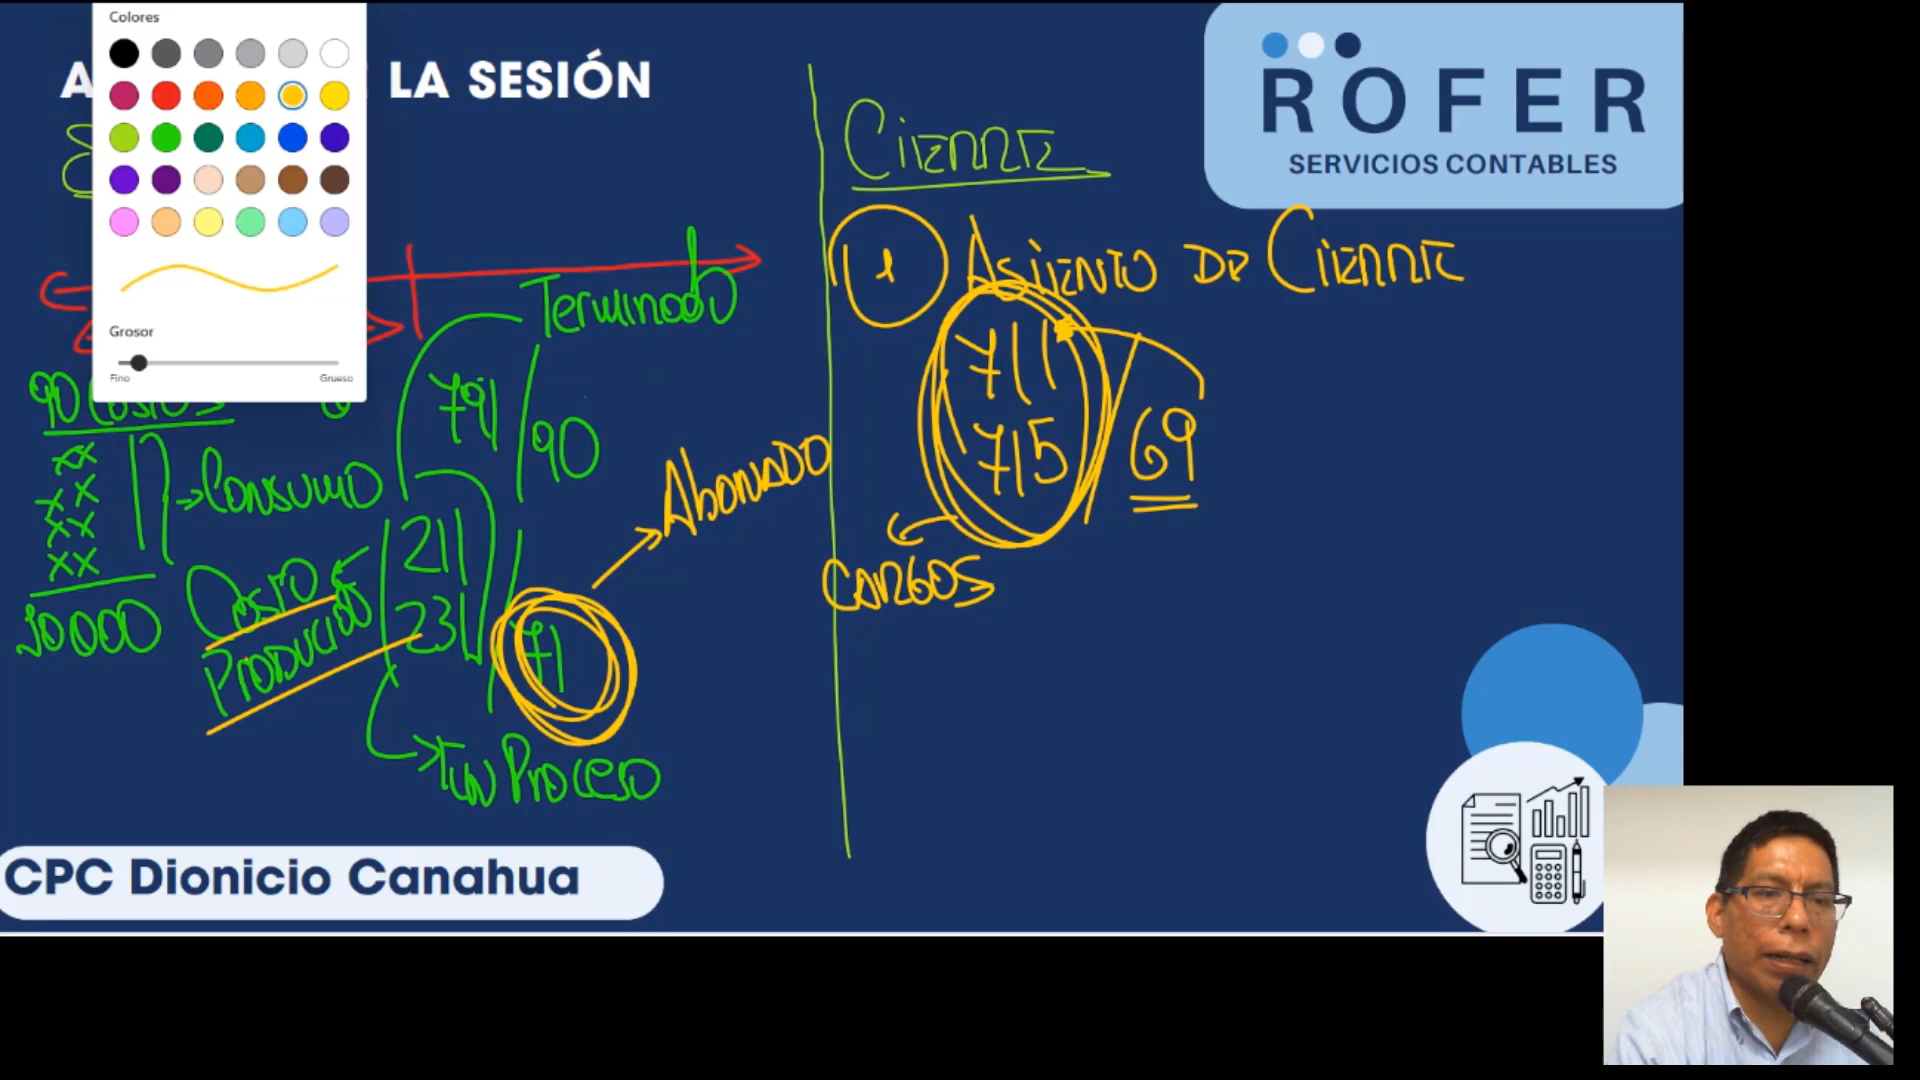 Colores
Grosor
Fino
Grueso
A
LA SESIÓN
ROFER
SERVICIOS CONTABLES
Terminado
90 Costos
79
90
XX
XX
XX
XX
→Consumo
10000
Costo
Producido
211
231
71
→En Proceso
→Abonado
Cierre
1 Asiento de Cierre
711
715
69
Cargos
CPC Dionicio Canahua